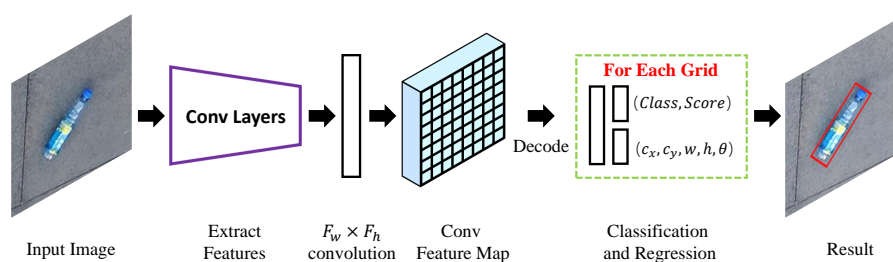 For Each Grid
Conv Layers
(Class, Score)
Decode
(c_x, c_y, w, h, θ)
Input Image
Extract
Features
F_w × F_h
convolution
Conv
Feature Map
Classification
and Regression
Result